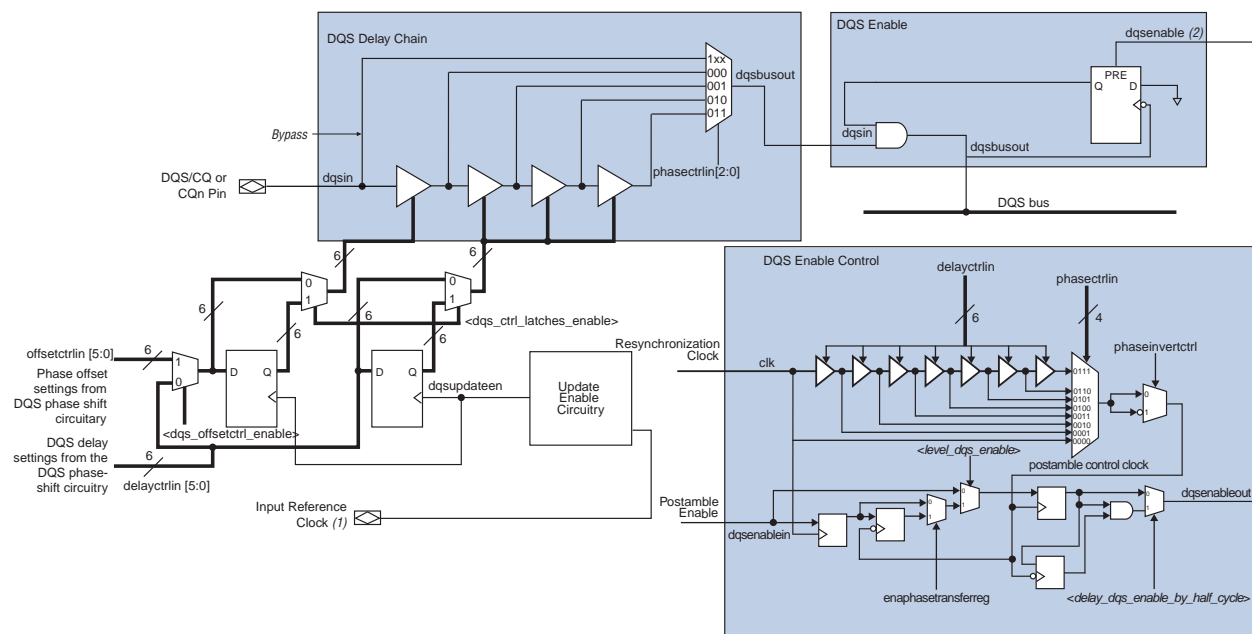 DQS Delay Chain
1xx
000
001
010
011
dqsbusout
Bypass
DQS/CQ or
CQn Pin
dqsin
phasectrlin[2:0]
DQS Enable
dqsenable (2)
PRE
Q D
dqsin
dqsbusout
DQS bus
6
6
0
1
0
1
6
6
6
6
<dqs_ctrl_latches_enable>
offsetctrlin [5:0]
6
1
0
Phase offset
settings from
DQS phase shift
circuitary
D Q
D Q
dqsupdateen
Update
Enable
Circuitry
<dqs_offsetctrl_enable>
DQS delay
settings from the
DQS phase-
shift circuitry
6
delayctrlin [5:0]
Input Reference
Clock (1)
DQS Enable Control
delayctrlin
6
phasectrlin
4
Resynchronization
Clock
clk
phaseinvertctrl
0111
0110
0101
0100
0011
0010
0001
0000
0
1
<level_dqs_enable>
postamble control clock
Postamble
Enable
dqsenablein
0
1
0
1
0
1
dqsenableout
enaphasetransferreg
<delay_dqs_enable_by_half_cycle>